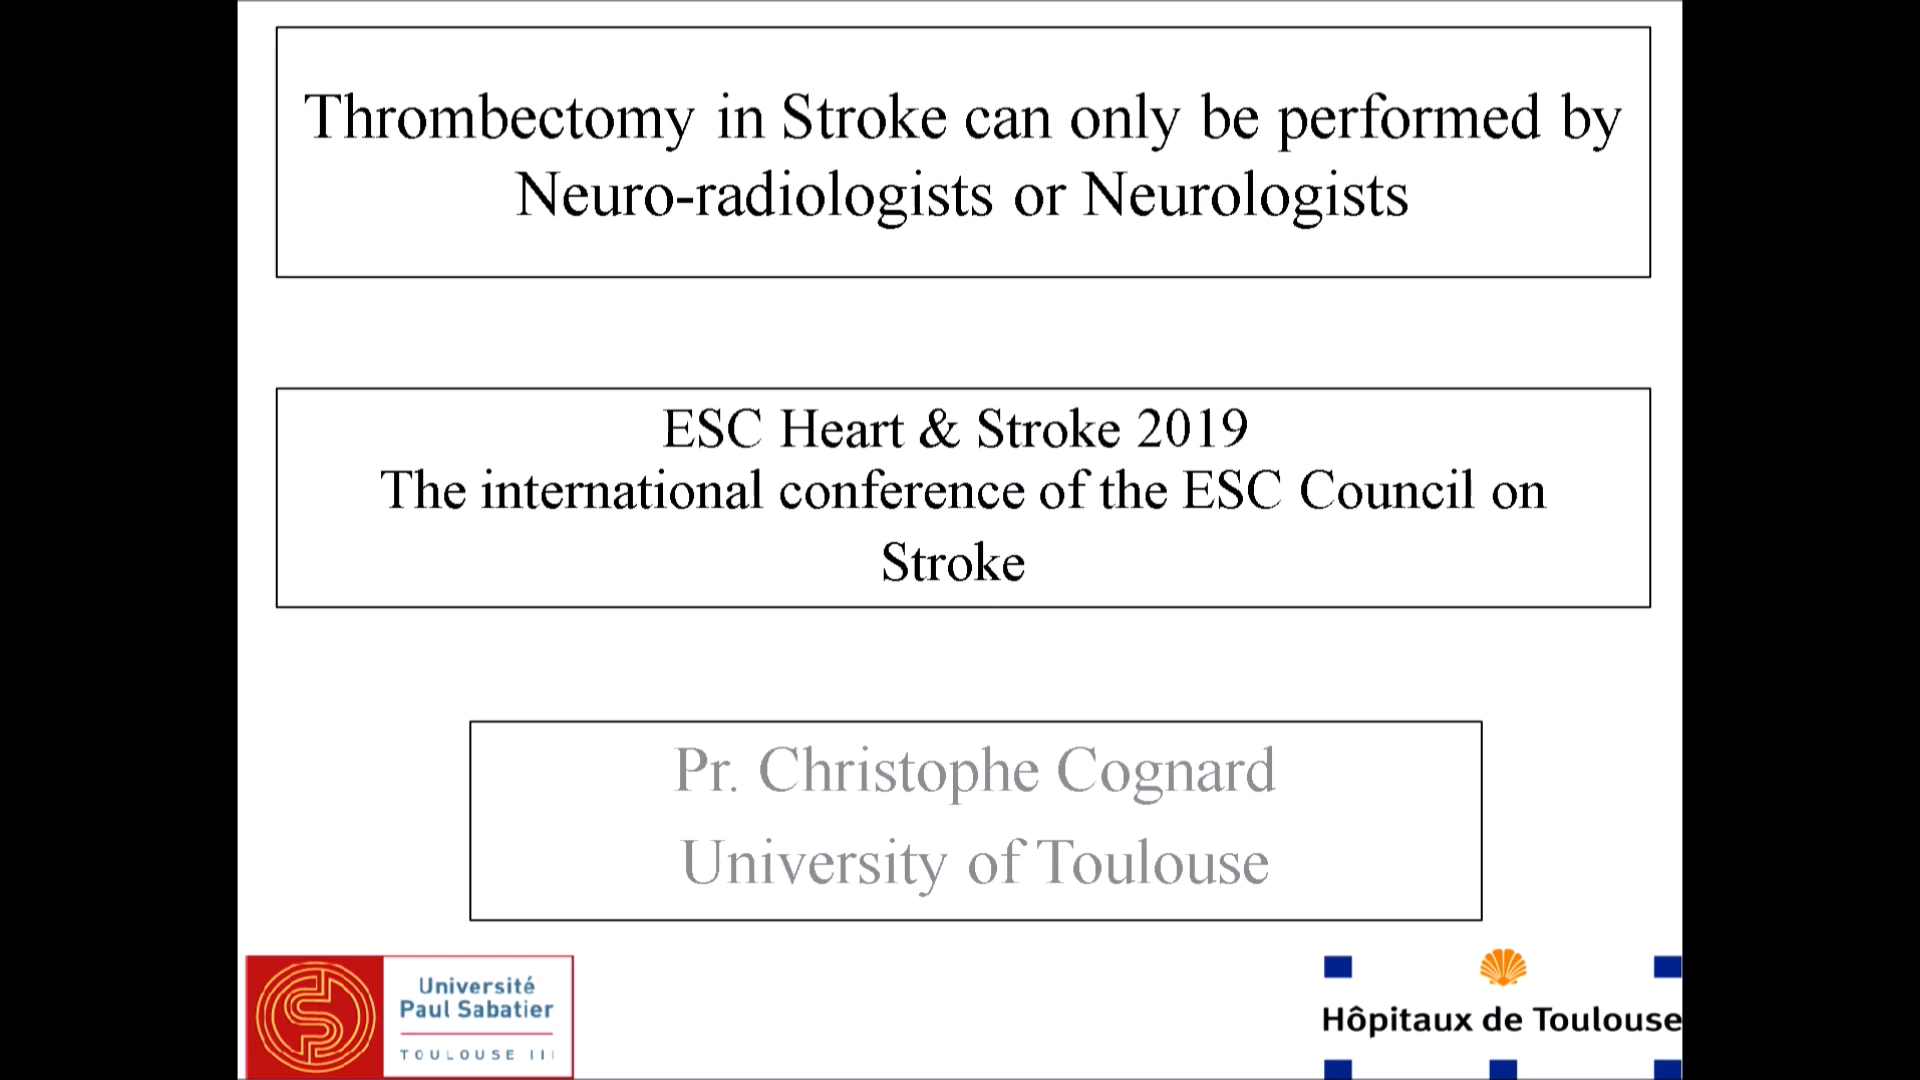 Thrombectomy in Stroke can only be performed by
Neuro-radiologists or Neurologists
ESC Heart & Stroke 2019
The international conference of the ESC Council on
Stroke
Pr. Christophe Cognard
University of Toulouse
Université
Paul Sabatier
TOULOUSE III
Hôpitaux de Toulouse